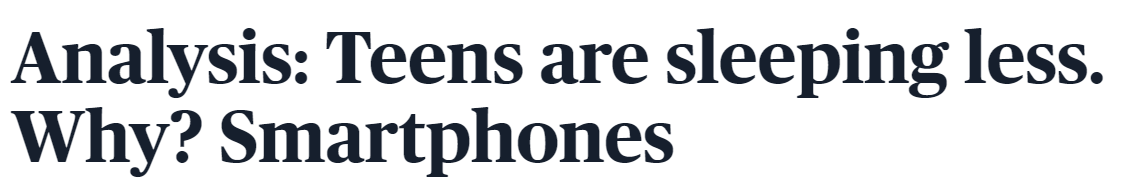 Analysis: Teens are sleeping less.
Why? Smartphones